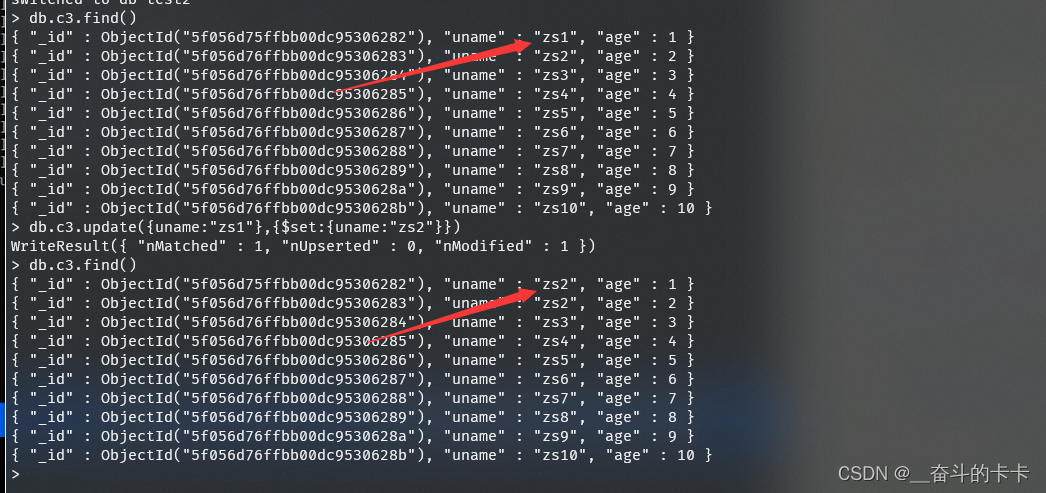 switched to db test2
> db.c3.find()
{ "_id" : ObjectId("5f056d75ffbb00dc95306282"), "uname" : "zs1", "age" : 1 }
{ "_id" : ObjectId("5f056d76ffbb00dc95306283"), "uname" : "zs2", "age" : 2 }
{ "_id" : ObjectId("5f056d76ffbb00dc95306284"), "uname" : "zs3", "age" : 3 }
{ "_id" : ObjectId("5f056d76ffbb00dc95306285"), "uname" : "zs4", "age" : 4 }
{ "_id" : ObjectId("5f056d76ffbb00dc95306286"), "uname" : "zs5", "age" : 5 }
{ "_id" : ObjectId("5f056d76ffbb00dc95306287"), "uname" : "zs6", "age" : 6 }
{ "_id" : ObjectId("5f056d76ffbb00dc95306288"), "uname" : "zs7", "age" : 7 }
{ "_id" : ObjectId("5f056d76ffbb00dc95306289"), "uname" : "zs8", "age" : 8 }
{ "_id" : ObjectId("5f056d76ffbb00dc9530628a"), "uname" : "zs9", "age" : 9 }
{ "_id" : ObjectId("5f056d76ffbb00dc9530628b"), "uname" : "zs10", "age" : 10 }
> db.c3.update({uname:"zs1"},{$set:{uname:"zs2"}})
WriteResult({ "nMatched" : 1, "nUpserted" : 0, "nModified" : 1 })
> db.c3.find()
{ "_id" : ObjectId("5f056d75ffbb00dc95306282"), "uname" : "zs2", "age" : 1 }
{ "_id" : ObjectId("5f056d76ffbb00dc95306283"), "uname" : "zs2", "age" : 2 }
{ "_id" : ObjectId("5f056d76ffbb00dc95306284"), "uname" : "zs3", "age" : 3 }
{ "_id" : ObjectId("5f056d76ffbb00dc95306285"), "uname" : "zs4", "age" : 4 }
{ "_id" : ObjectId("5f056d76ffbb00dc95306286"), "uname" : "zs5", "age" : 5 }
{ "_id" : ObjectId("5f056d76ffbb00dc95306287"), "uname" : "zs6", "age" : 6 }
{ "_id" : ObjectId("5f056d76ffbb00dc95306288"), "uname" : "zs7", "age" : 7 }
{ "_id" : ObjectId("5f056d76ffbb00dc95306289"), "uname" : "zs8", "age" : 8 }
{ "_id" : ObjectId("5f056d76ffbb00dc9530628a"), "uname" : "zs9", "age" : 9 }
{ "_id" : ObjectId("5f056d76ffbb00dc9530628b"), "uname" : "zs10", "age" : 10 }
>
CSDN @__奋斗的卡卡